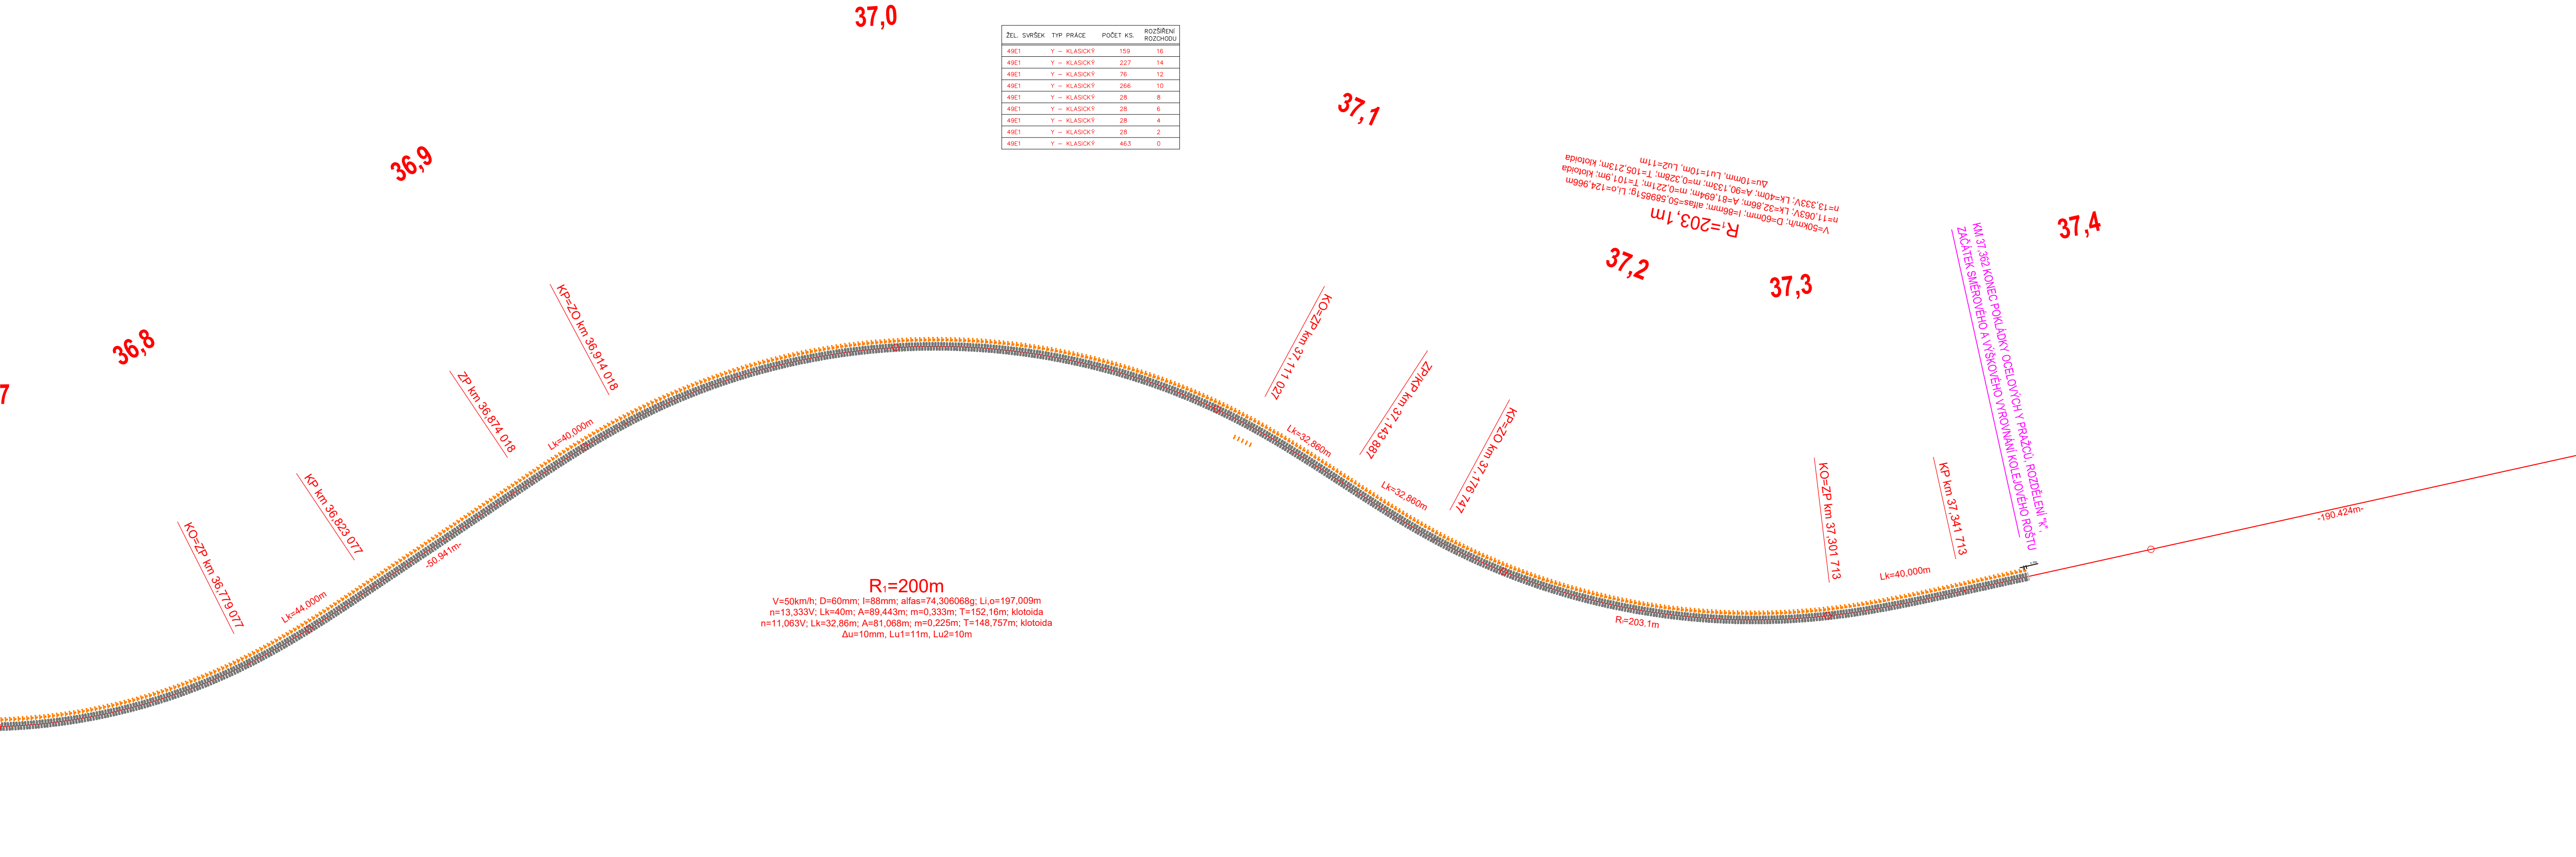 37,0
ŽEL. SVRŠEK TYP PRÁCE POČET KS. ROZŠÍŘENÍ ROZCHODU
49E1 Y – KLASICKÝ 159 16
49E1 Y – KLASICKÝ 227 14
49E1 Y – KLASICKÝ 76 12
49E1 Y – KLASICKÝ 266 10
49E1 Y – KLASICKÝ 28 8
49E1 Y – KLASICKÝ 28 6
49E1 Y – KLASICKÝ 28 4
49E1 Y – KLASICKÝ 28 2
49E1 Y – KLASICKÝ 463 0
7
36,8
36,9
37,1
37,2
37,3
37,4
R₁=203,1m
V=50km/h; D=60mm; I=86mm; alfas=50,589851g; Li,o=124,966m
n=11,063V; Lk=32,86m; A=81,694m; m=0,221m; T=101,9m; klotoida
n=13,333V; Lk=40m; A=90,133m; m=0,328m; T=105,213m; klotoida
Δu=10mm, Lu1=10m, Lu2=11m
KO=ZP km 36,779 077
Lk=44,000m
KP km 36,823 077
-50.941m-
ZP km 36,874 018
Lk=40,000m
KP=ZO km 36,914 018
R₁=200m
V=50km/h; D=60mm; I=88mm; alfas=74,306068g; Li,o=197,009m
n=13,333V; Lk=40m; A=89,443m; m=0,333m; T=152,16m; klotoida
n=11,063V; Lk=32,86m; A=81,068m; m=0,225m; T=148,757m; klotoida
Δu=10mm, Lu1=11m, Lu2=10m
KO=ZP km 37,111 027
Lk=32,860m
ZP/KP km 37,143 887
Lk=32,860m
KP=ZO km 37,176 747
R₁=203.1m
KO=ZP km 37,301 713
Lk=40,000m
KP km 37,341 713
KM 37,362 KONEC POKLÁDKY OCELOVÝCH Y PRAŽCŮ, ROZDĚLENÍ "k",
ZAČÁTEK SMĚROVÉHO A VÝŠKOVÉHO VYROVNÁNÍ KOLEJOVÉHO ROŠTU
-190.424m-